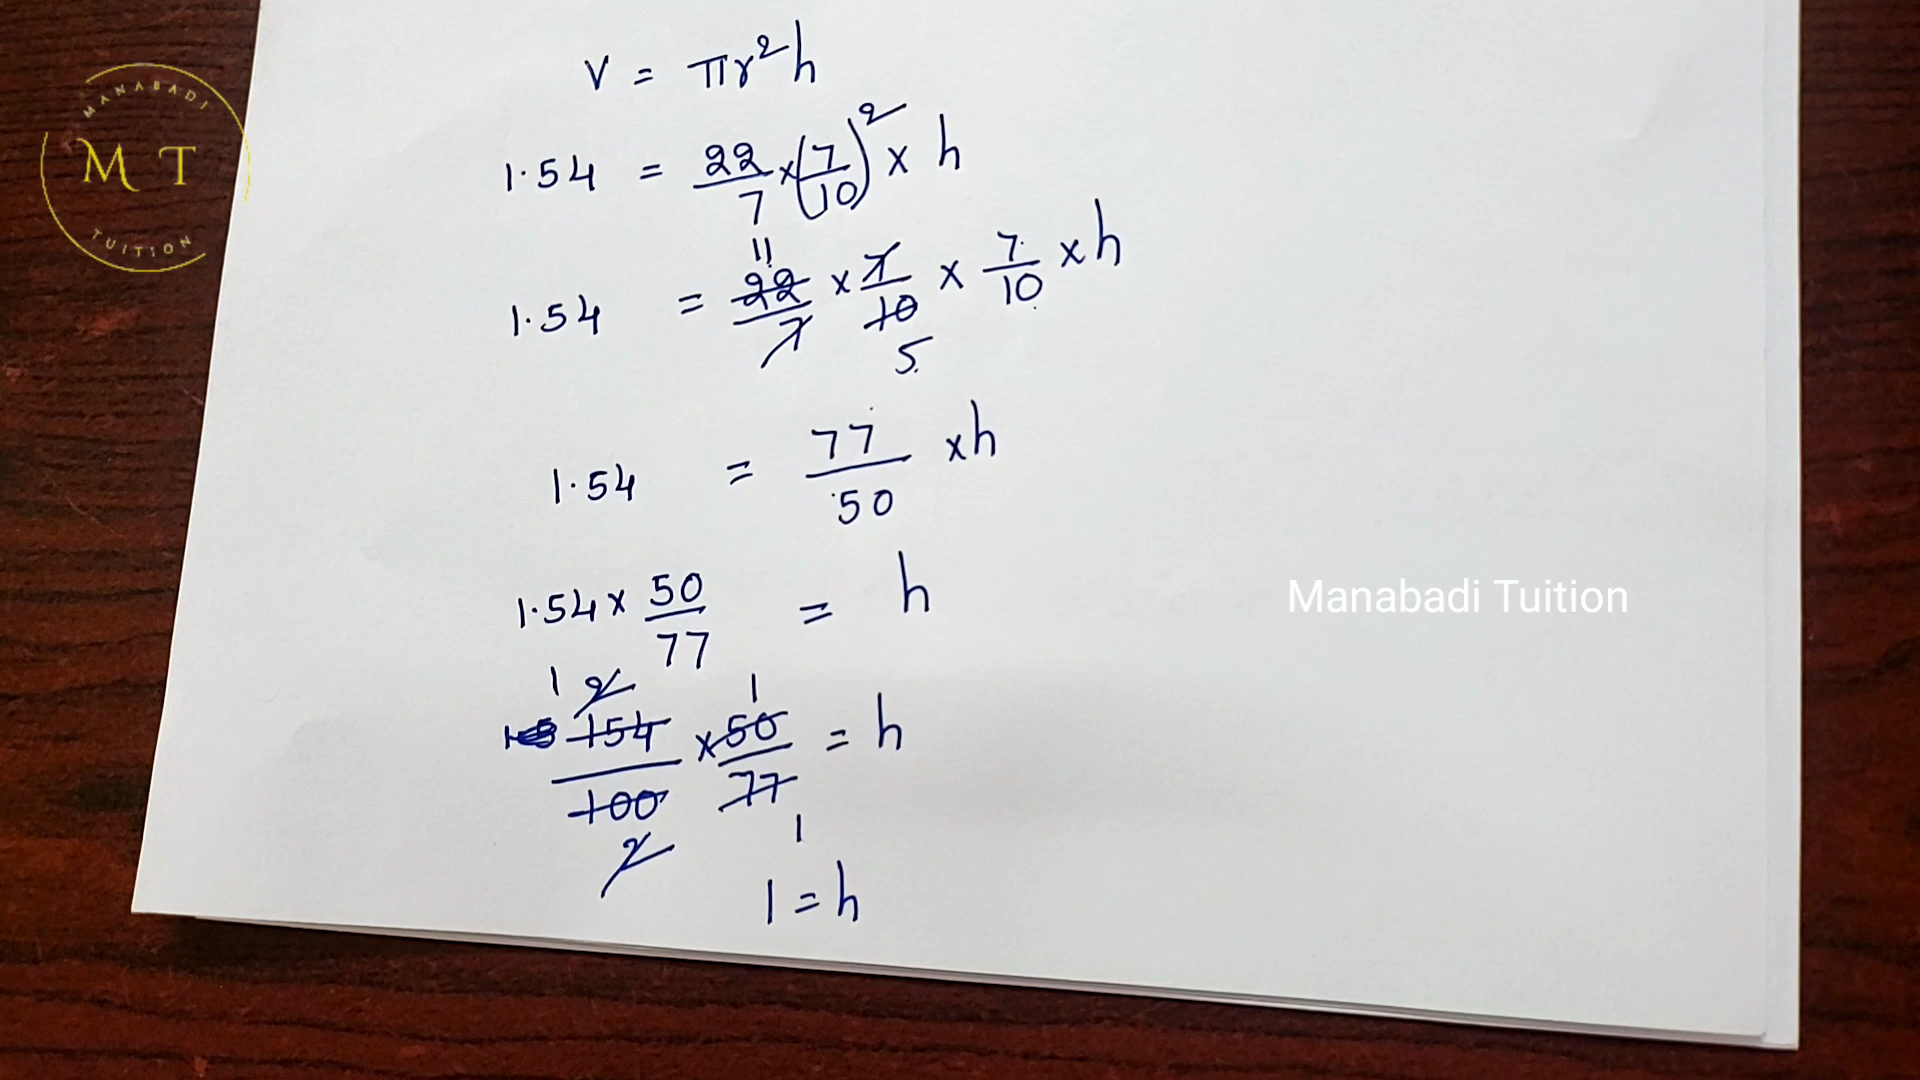 MANABADI
MT
TUITION
V = πr²h
1.54 = 22/7 × (7/10)² × h
11
1.54 = 22/7 × 7/10 × 7/10 × h
5
1.54 = 77/50 × h
1.54 × 50/77 = h
1 2 1
154/100 × 50/77 = h
2 1
1 = h
Manabadi Tuition